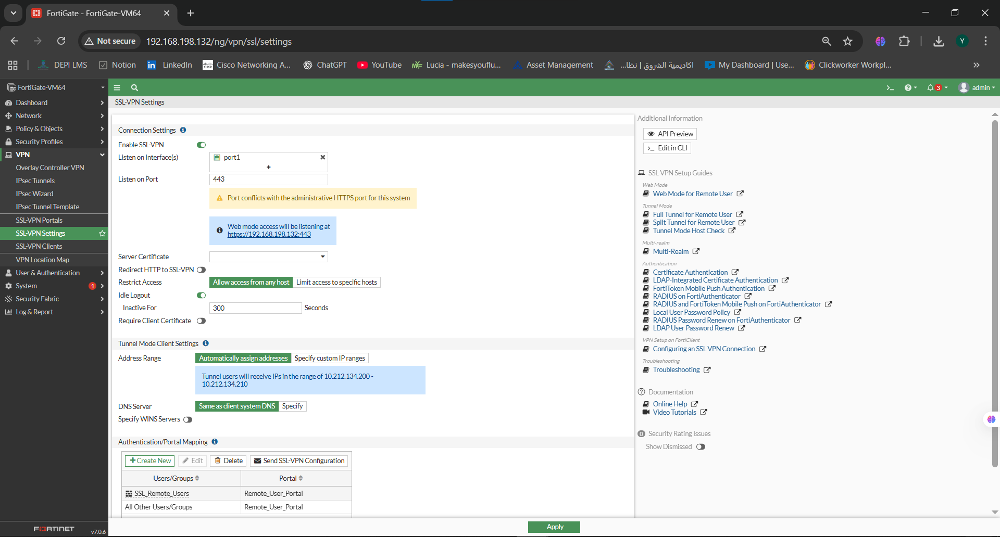 FortiGate - FortiGate-VM64
Not secure
192.168.198.132/ng/vpn/ssl/settings
Y
DEPI LMS
Notion
LinkedIn
Cisco Networking A...
ChatGPT
YouTube
Lucia - makesyouflu...
Asset Management
اكاديمية الشروق | نظا...
My Dashboard | Use...
Clickworker Workpl...
FortiGate-VM64
3
admin
Dashboard
Network
Policy & Objects
Security Profiles
VPN
Overlay Controller VPN
IPsec Tunnels
IPsec Wizard
IPsec Tunnel Template
SSL-VPN Portals
SSL-VPN Settings
SSL-VPN Clients
VPN Location Map
User & Authentication
System
1
Security Fabric
Log & Report
FORTINET
v7.0.6
SSL-VPN Settings
Connection Settings
Enable SSL-VPN
Listen on Interface(s)
port1
Listen on Port
443
Port conflicts with the administrative HTTPS port for this system
Web mode access will be listening at
https://192.168.198.132:443
Server Certificate
Redirect HTTP to SSL-VPN
Restrict Access
Allow access from any host
Limit access to specific hosts
Idle Logout
Inactive For
300
Seconds
Require Client Certificate
Tunnel Mode Client Settings
Address Range
Automatically assign addresses
Specify custom IP ranges
Tunnel users will receive IPs in the range of 10.212.134.200 -
10.212.134.210
DNS Server
Same as client system DNS
Specify
Specify WINS Servers
Authentication/Portal Mapping
Create New
Edit
Delete
Send SSL-VPN Configuration
Users/Groups
Portal
SSL_Remote_Users
Remote_User_Portal
All Other Users/Groups
Remote_User_Portal
Apply
Additional Information
API Preview
Edit in CLI
SSL VPN Setup Guides
Web Mode
Web Mode for Remote User
Tunnel Mode
Full Tunnel for Remote User
Split Tunnel for Remote User
Tunnel Mode Host Check
Multi-realm
Multi-Realm
Authentication
Certificate Authentication
LDAP-Integrated Certificate Authentication
FortiToken Mobile Push Authentication
RADIUS on FortiAuthenticator
RADIUS and FortiToken Mobile Push on FortiAuthenticator
Local User Password Policy
RADIUS Password Renew on FortiAuthenticator
LDAP User Password Renew
VPN Setup on FortiClient
Configuring an SSL VPN Connection
Troubleshooting
Troubleshooting
Documentation
Online Help
Video Tutorials
0 Security Rating Issues
Show Dismissed